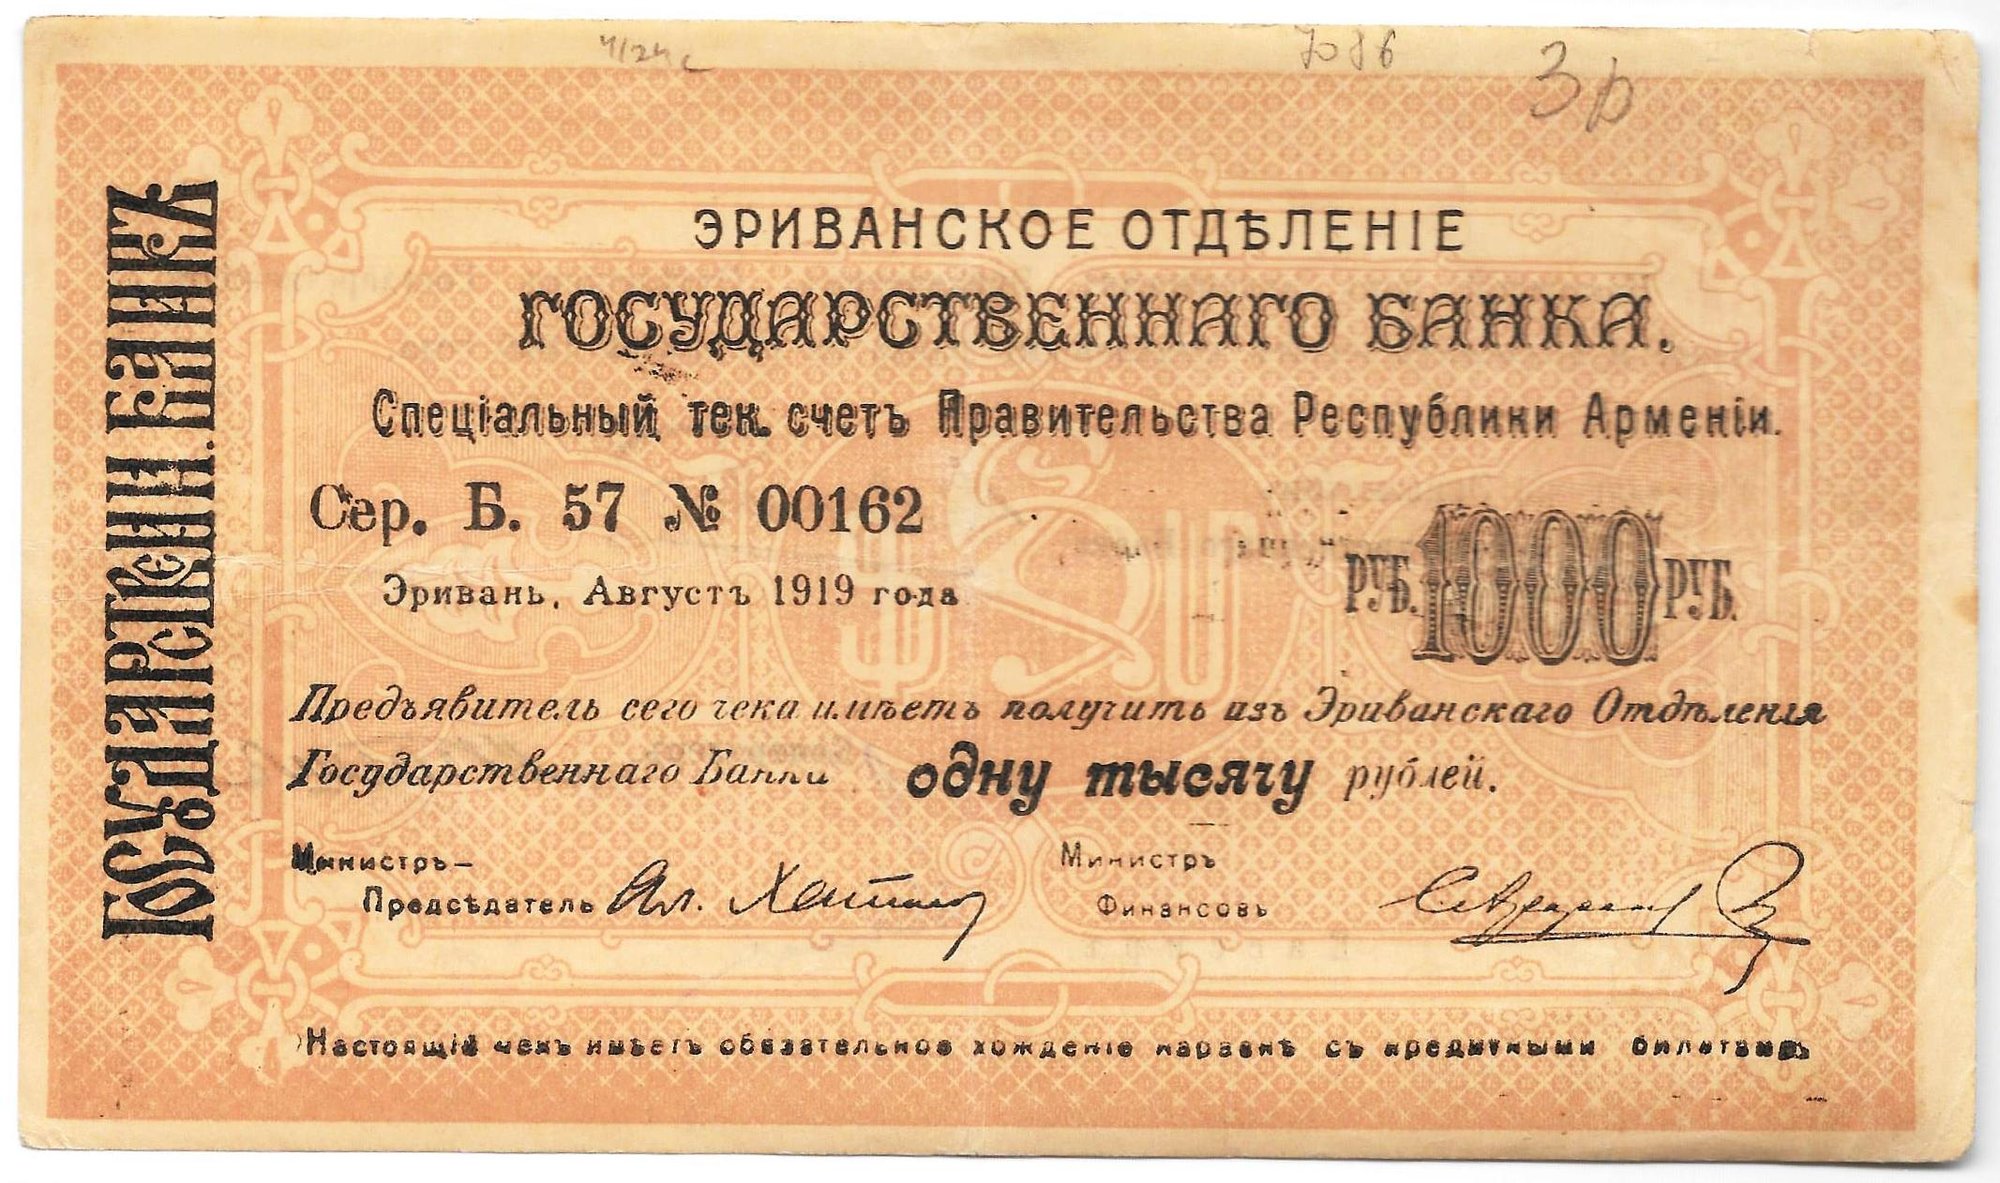 ЭРИВАНСКОЕ ОТДѢЛЕНІЕ
ГОСУДАРСТВЕННАГО БАНКА.
Спеціальный тек. счетъ Правительства Республики Арменіи.
Сер. Б. 57 № 00162
Эривань, Августъ 1919 года
РУБ. 1000 РУБ.
Предъявитель сего чека имѣетъ получить изъ Эриванскаго Отдѣленія
Государственнаго Банка одну тысячу рублей.
Министръ—
Предсѣдатель Ал.
Министр
Финансовъ
Настоящій чекъ имѣетъ обязательное хожденіе наравнѣ съ кредитными билетами
ГОСУДАРСТВЕНН. БАНКЪ
3р